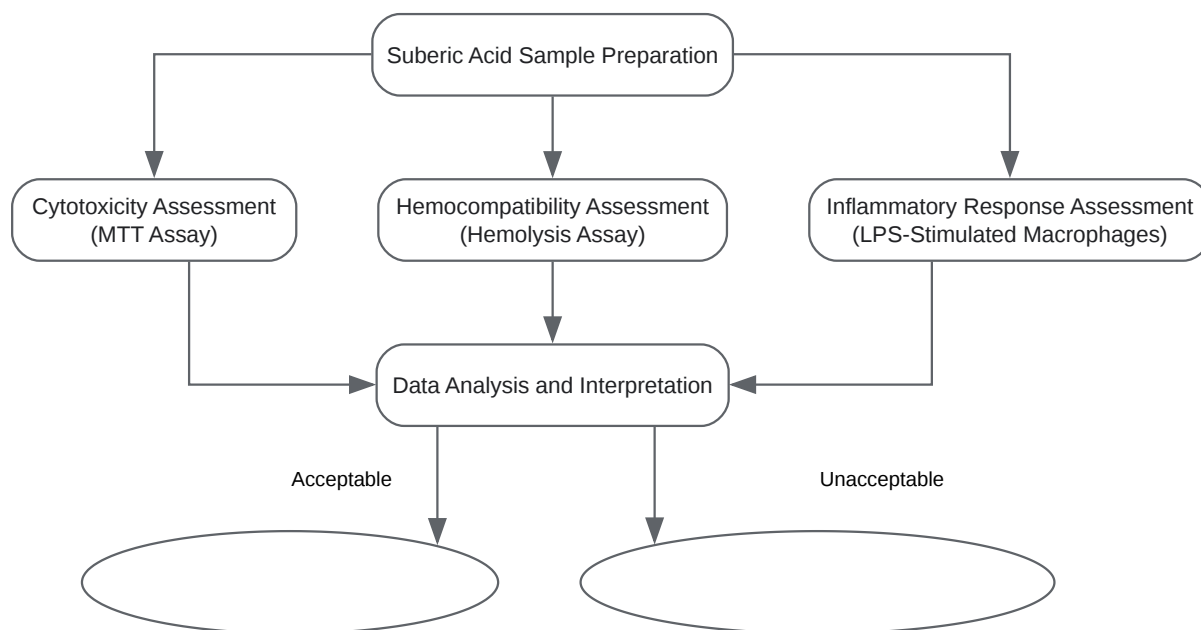 Suberic Acid Sample Preparation
Cytotoxicity Assessment
(MTT Assay)
Hemocompatibility Assessment
(Hemolysis Assay)
Inflammatory Response Assessment
(LPS-Stimulated Macrophages)
Data Analysis and Interpretation
Acceptable
Unacceptable